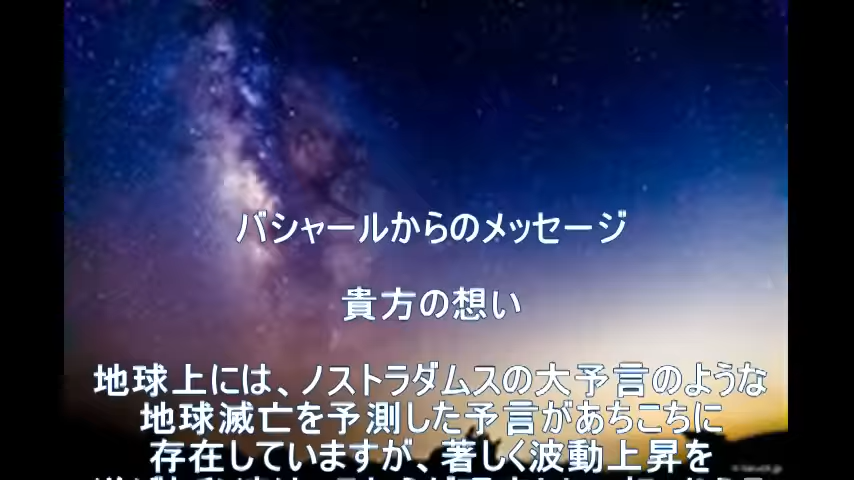 バシャールからのメッセージ
貴方の想い
地球上には、ノストラダムスの大予言のような
地球滅亡を予測した予言があちこちに
存在していますが、著しく波動上昇を